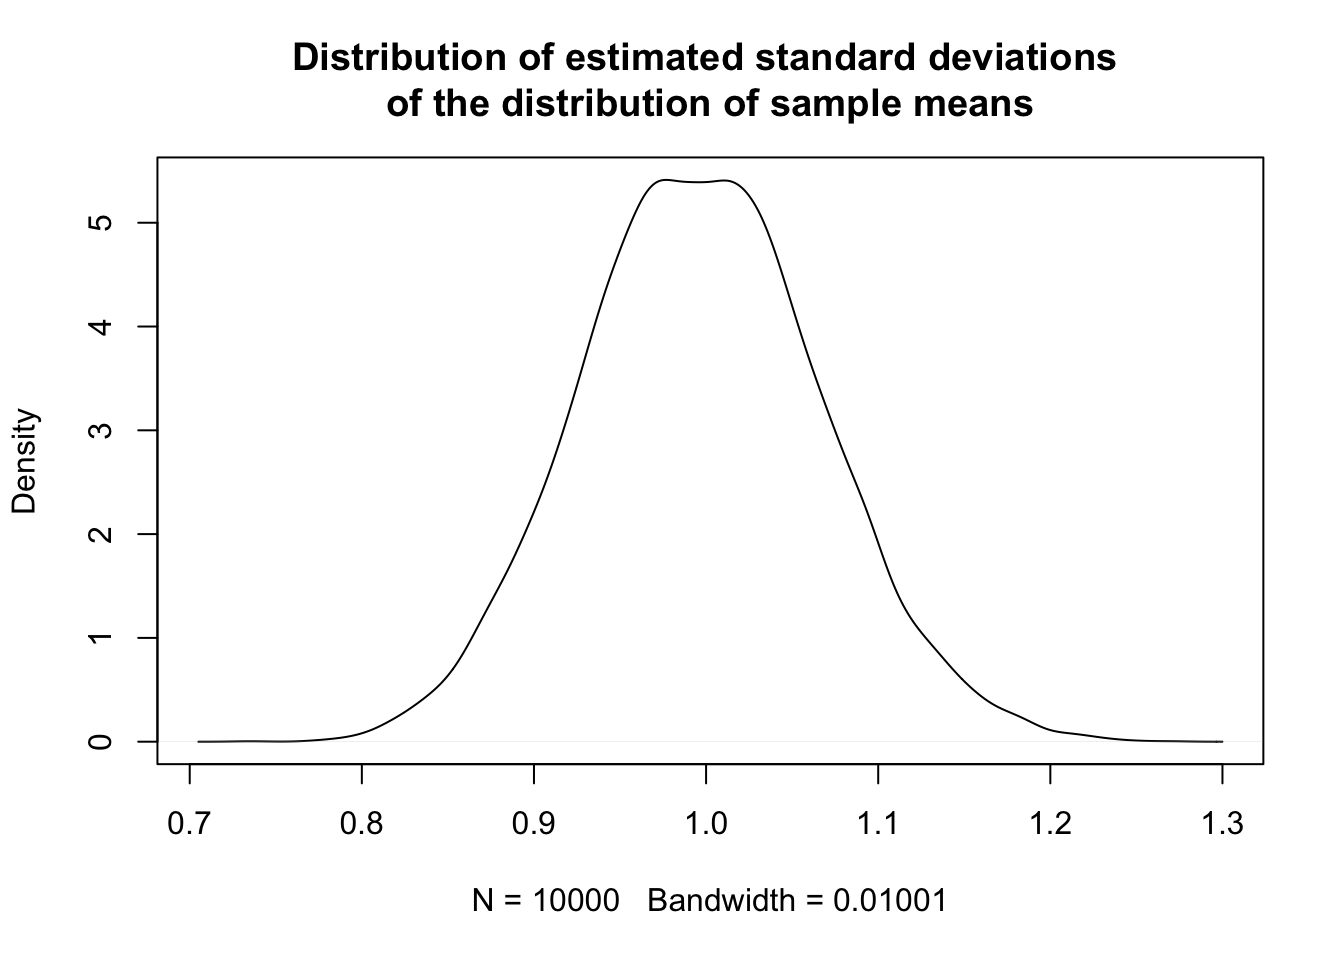 Distribution of estimated standard deviations
of the distribution of sample means
Density
5
4
3
2
1
0
0.7 0.8 0.9 1.0 1.1 1.2 1.3
N = 10000 Bandwidth = 0.01001